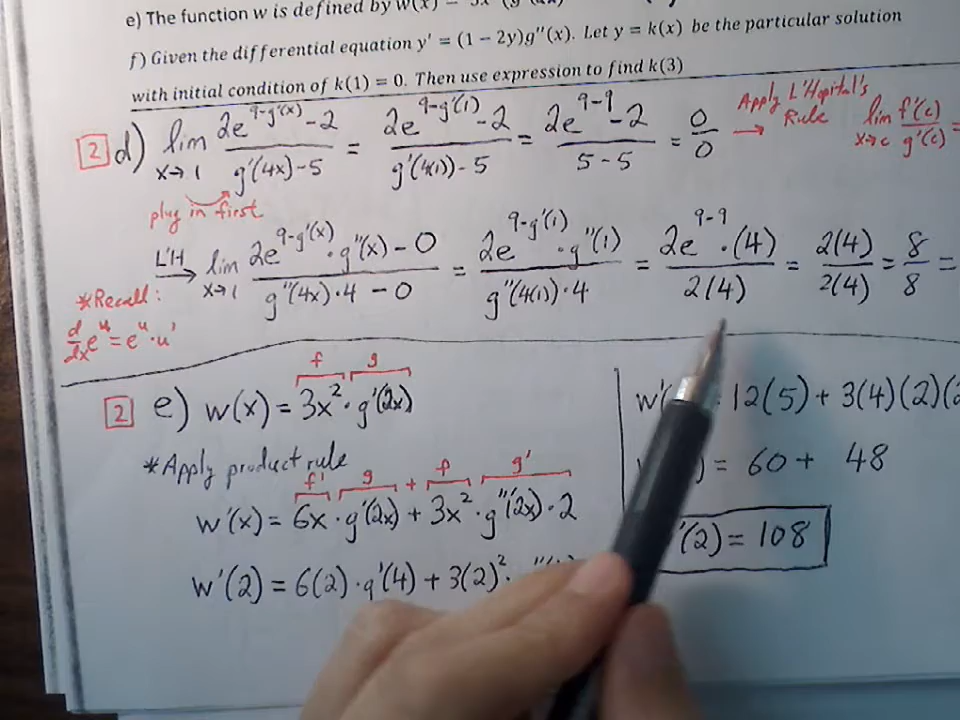 e) The function w is defined by w(x) = 3x
f) Given the differential equation y' = (1 − 2y)g''(x). Let y = k(x) be the particular solution
with initial condition of k(1) = 0. Then use expression to find k(3)
2 d) lim x→1 (2e^(9-g'(x)) - 2)/(g'(4x)-5) = (2e^(9-g'(1)) - 2)/(g'(4(1))-5) = (2e^(9-9) - 2)/(5-5) = 0/0 → Apply L'Hopital's Rule lim x→c f'(c)/g'(c) =
plug in first
L'H → lim x→1 (2e^(9-g'(x)) · g''(x) - 0)/(g''(4x)·4 - 0) = (2e^(9-g'(1)) · g''(1))/(g''(4(1))·4) = (2e^(9-9) · (4))/(2(4)) = 2(4)/2(4) = 8/8 =
*Recall:
d/dx e^u = e^u · u'
f g
2 e) w(x) = 3x² · g'(2x)
*Apply product rule
f' g + f g'
w'(x) = 6x · g'(2x) + 3x² · g''(2x) · 2
w'(2) = 6(2) · g'(4) + 3(2)² ·
w'( = 12(5) + 3(4)(2)(2
= 60 + 48
'(2) = 108